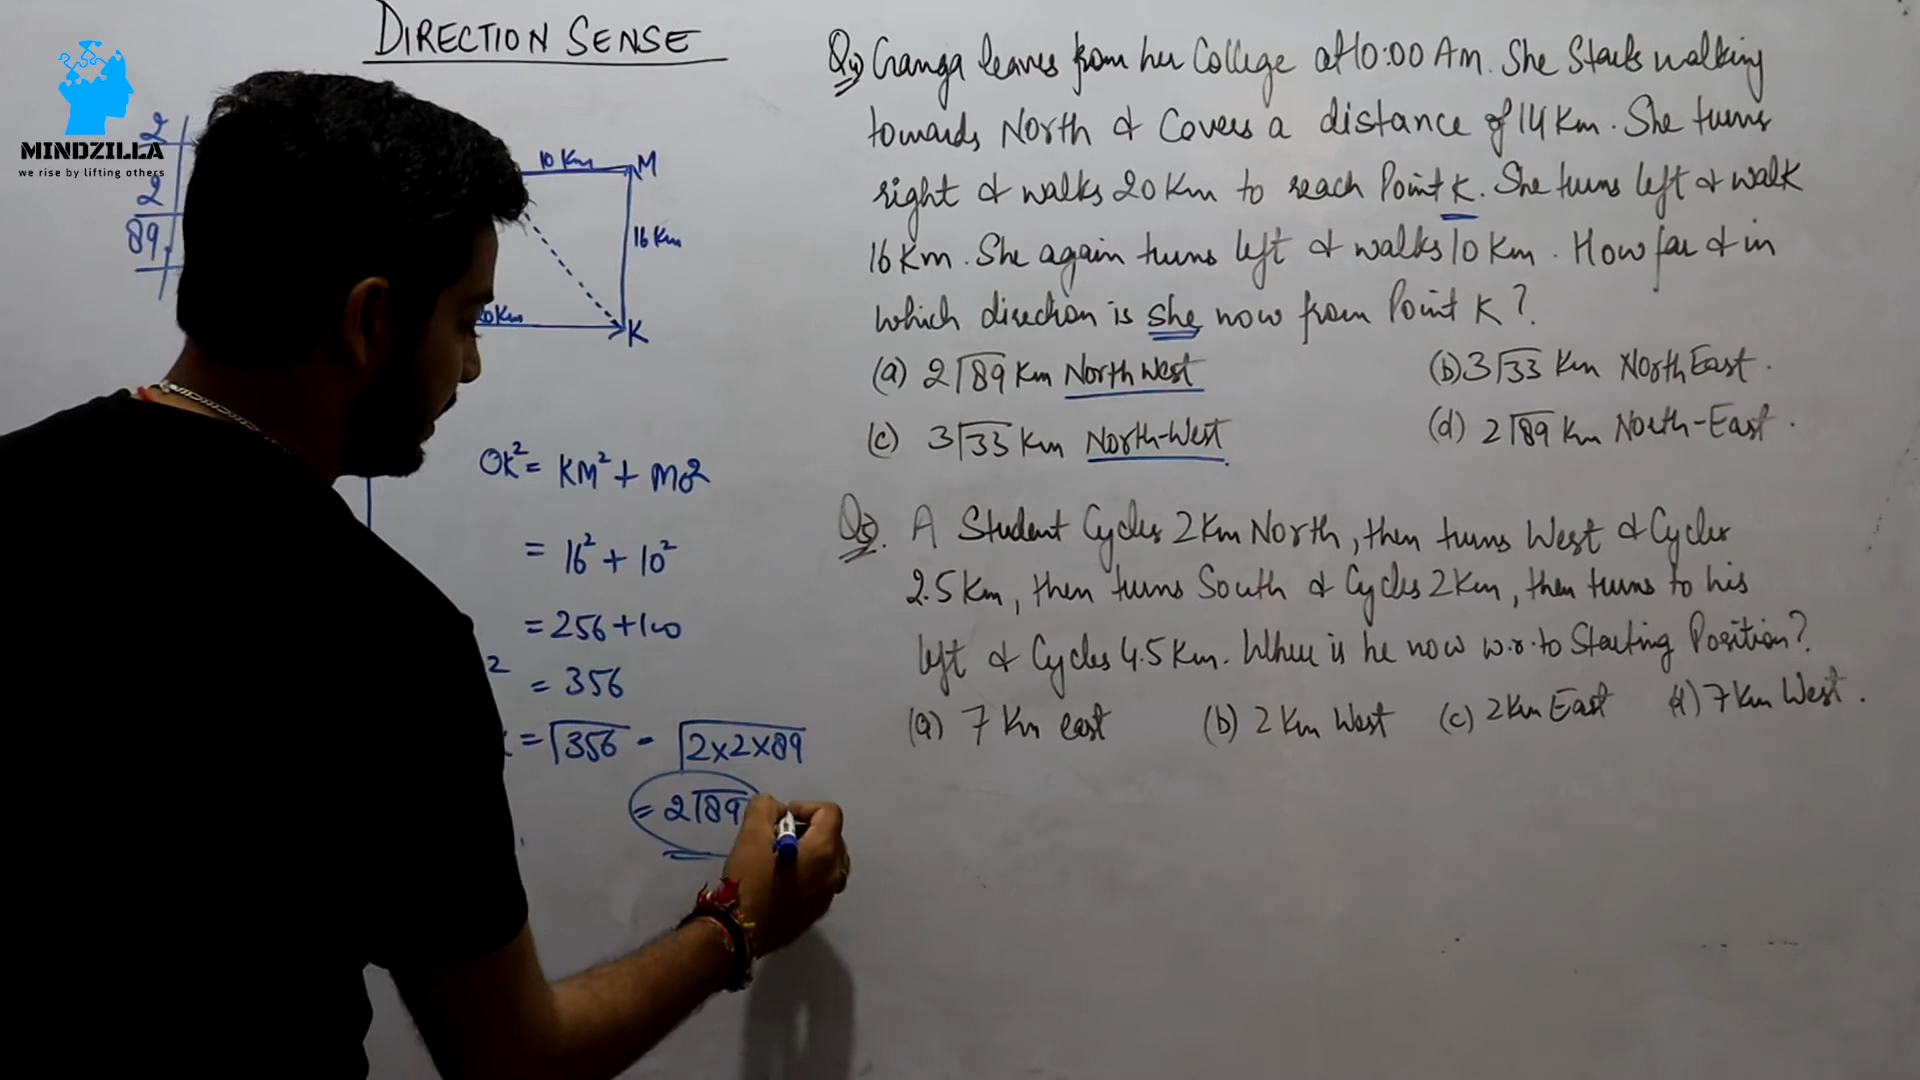 DIRECTION SENSE
MINDZILLA
we rise by lifting others
2
2
89
10 Km M
16 Km
Km
K
OK² = KM² + MO²
= 16² + 10²
= 256 + 100
2 = 356
= √356 = √2×2×89
= 2√89
Q4) Ganga leaves from her College at 10:00 AM. She Starts walking
towards North & Covers a distance of 14 Km. She turns
right & walks 20 Km to reach Point K. She turns left & walk
16 Km. She again turns left & walks 10 Km. How far & in
which direction is she now from Point K?
(a) 2√89 Km North West (b) 3√33 Km North East.
(c) 3√33 Km North-West. (d) 2√89 Km North-East.
Q5. A Student Cycles 2 Km North, then turns West & Cycles
2.5 Km, then turns South & Cycles 2 Km, then turns to his
left & Cycles 4.5 Km. Where is he now w.r.to Starting Position?
(a) 7 Km east (b) 2 Km West (c) 2 Km East (d) 7 Km West.